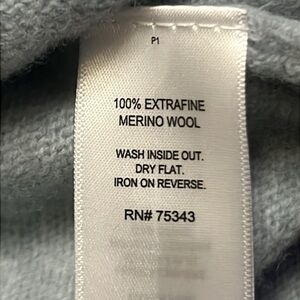 P1
100% EXTRAFINE
MERINO WOOL
WASH INSIDE OUT.
DRY FLAT.
IRON ON REVERSE.
RN# 75343